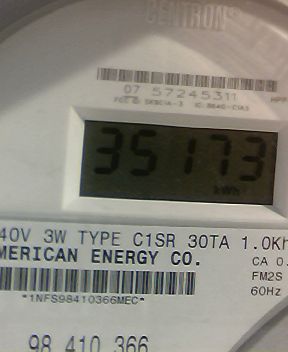 CENTRON®
07 57245311
35173
kWh
40V 3W TYPE C1SR 30TA 1.0Kh
MERICAN ENERGY CO.
CA 0.
FM2S
*1NFS98410366MEC*
60Hz
98 410 366